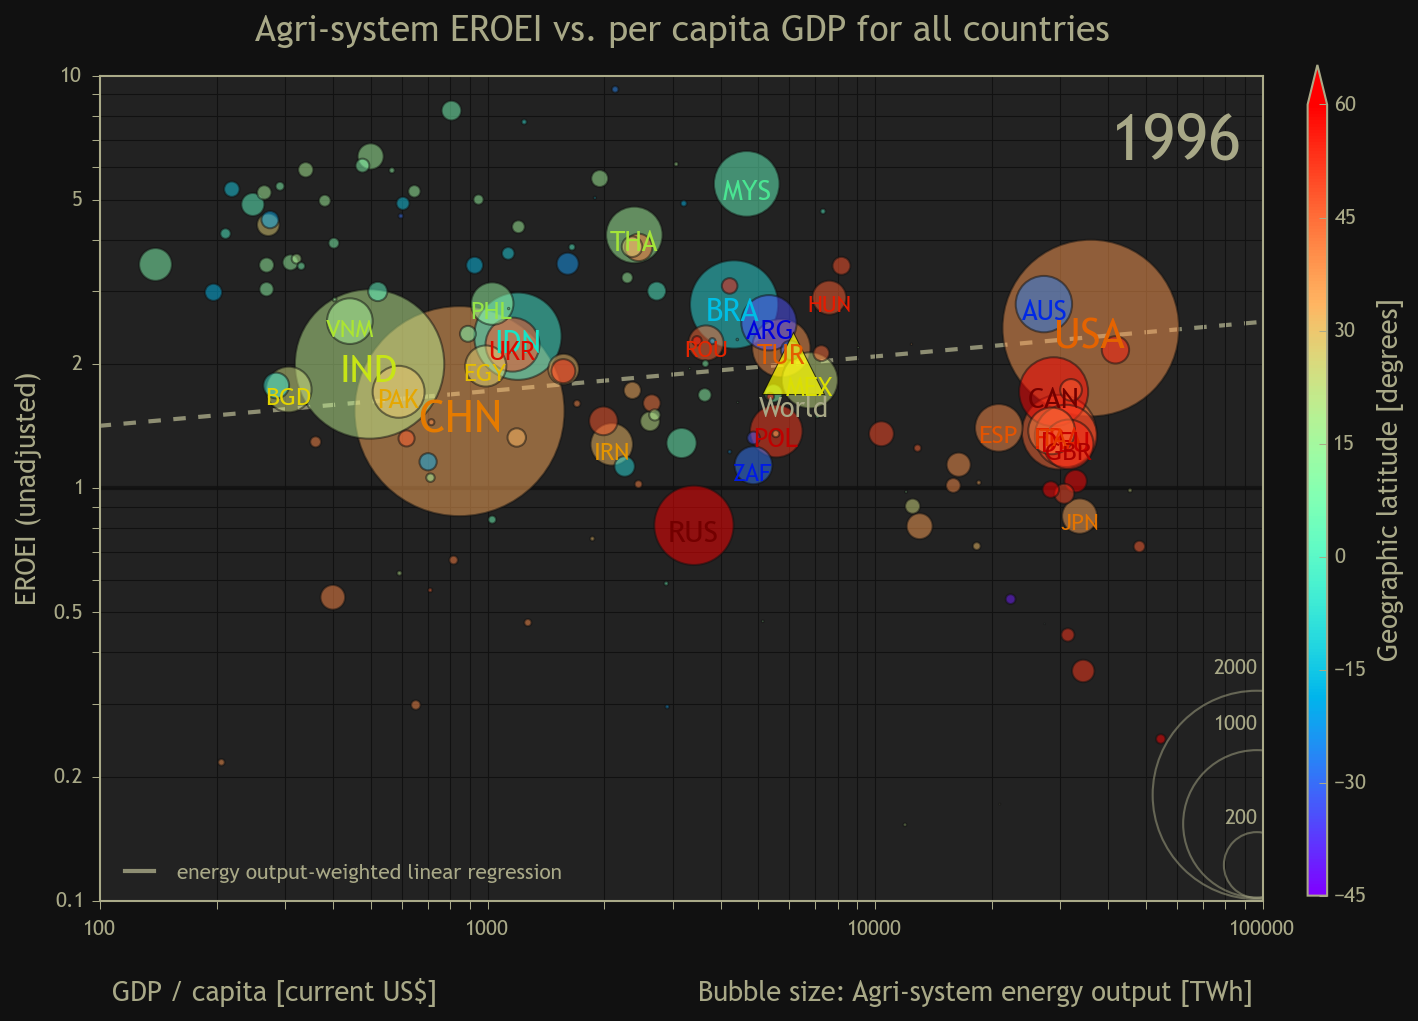 Agri-system EROEI vs. per capita GDP for all countries
10
5
2
1
0.5
0.2
0.1
EROEI (unadjusted)
1996
MYS
THA
BRA
ARG
HUN
AUS
USA
PHL
VNM
IDN
UKR
ROU
TUR
IND
EGY
BGD
PAK
CHN
World
CAN
IRN
POL
ZAF
ESP
GBR
JPN
RUS
2000
1000
200
energy output-weighted linear regression
100
1000
10000
100000
GDP / capita [current US$]
Bubble size: Agri-system energy output [TWh]
60
45
30
15
0
−15
−30
−45
Geographic latitude [degrees]